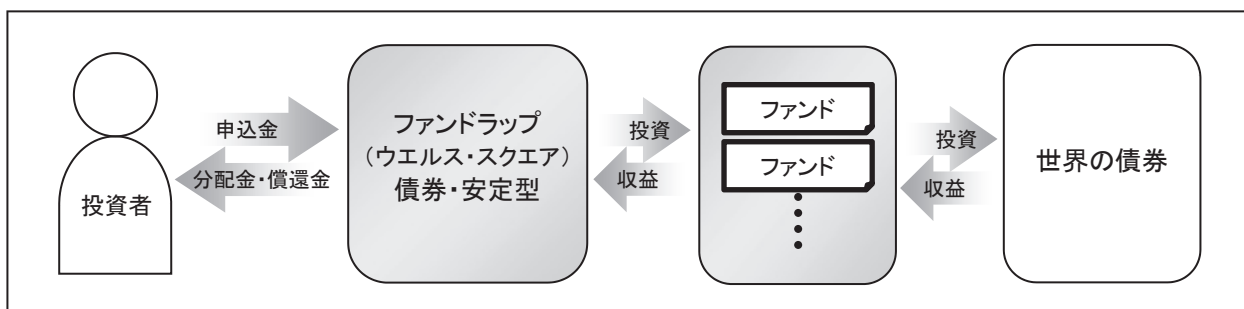 投資者
申込金
分配金・償還金
ファンドラップ
（ウエルス・スクエア）
債券・安定型
投資
収益
ファンド
ファンド
投資
収益
世界の債券